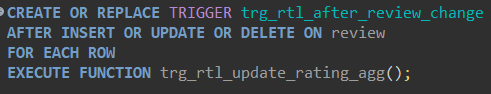 CREATE OR REPLACE TRIGGER trg_rtl_after_review_change
AFTER INSERT OR UPDATE OR DELETE ON review
FOR EACH ROW
EXECUTE FUNCTION trg_rtl_update_rating_agg();